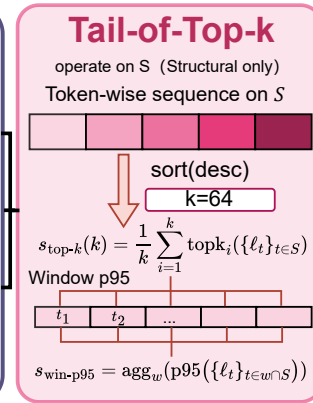 Tail-of-Top-k
operate on S (Structural only)
Token-wise sequence on S
sort(desc)
k=64
s_top-k(k) = 1/k ∑_{i=1}^{k} topk_i({ℓ_t}_{t∈S})
Window p95
t_1 t_2 ...
s_win-p95 = agg_w(p95({ℓ_t}_{t∈w∩S}))